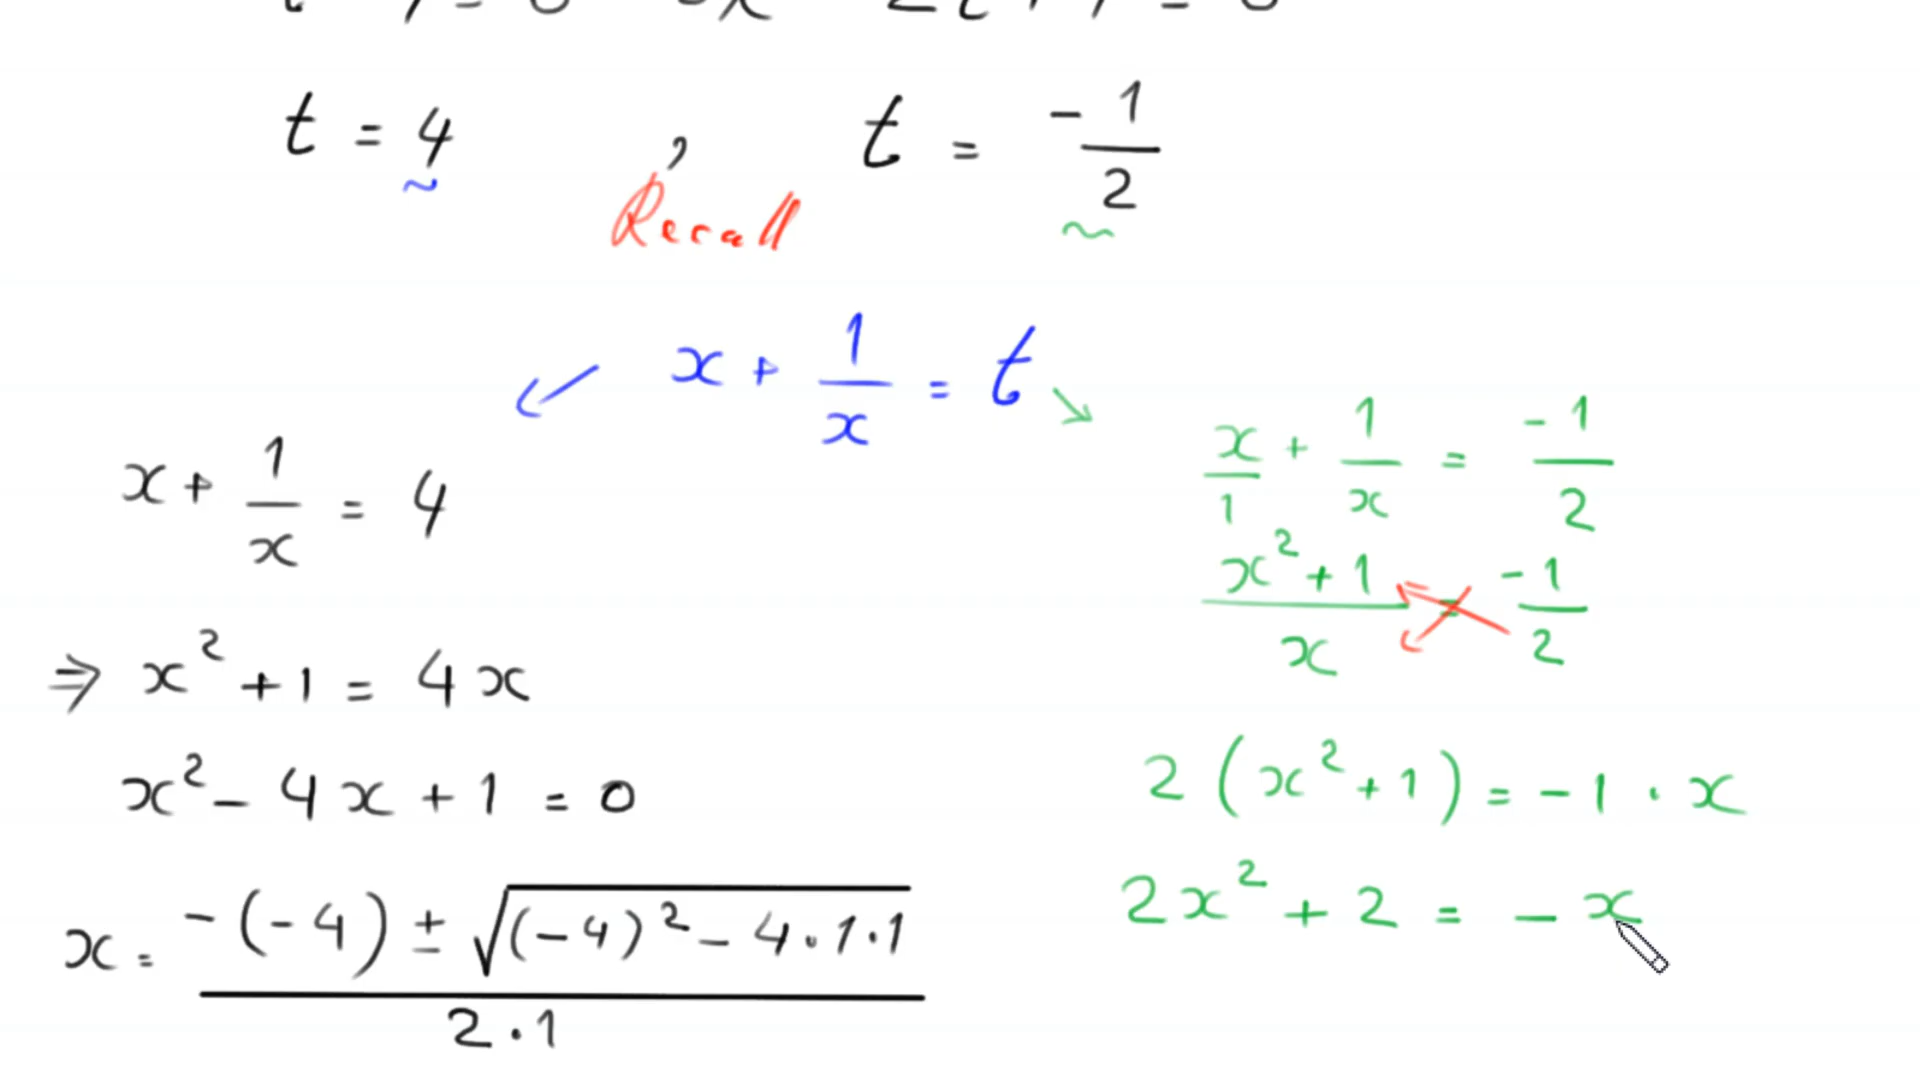 t = 4 , t = -1/2
Recall
x + 1/x = t
x + 1/x = 4
⇒ x² + 1 = 4x
x² - 4x + 1 = 0
x = -(-4) ± √((-4)² - 4·1·1) / 2·1
x/1 + 1/x = -1/2
x² + 1 / x = -1/2
2(x² + 1) = -1 · x
2x² + 2 = -x